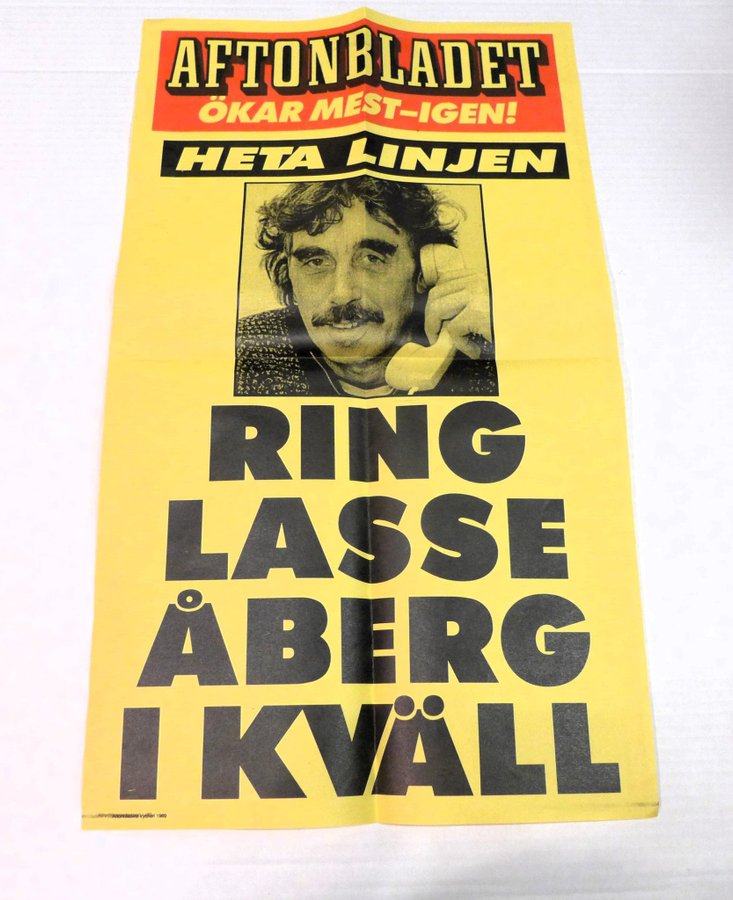 AFTONBLADET
ÖKAR MEST–IGEN!
HETA LINJEN
RING
LASSE
ÅBERG
I KVÄLL